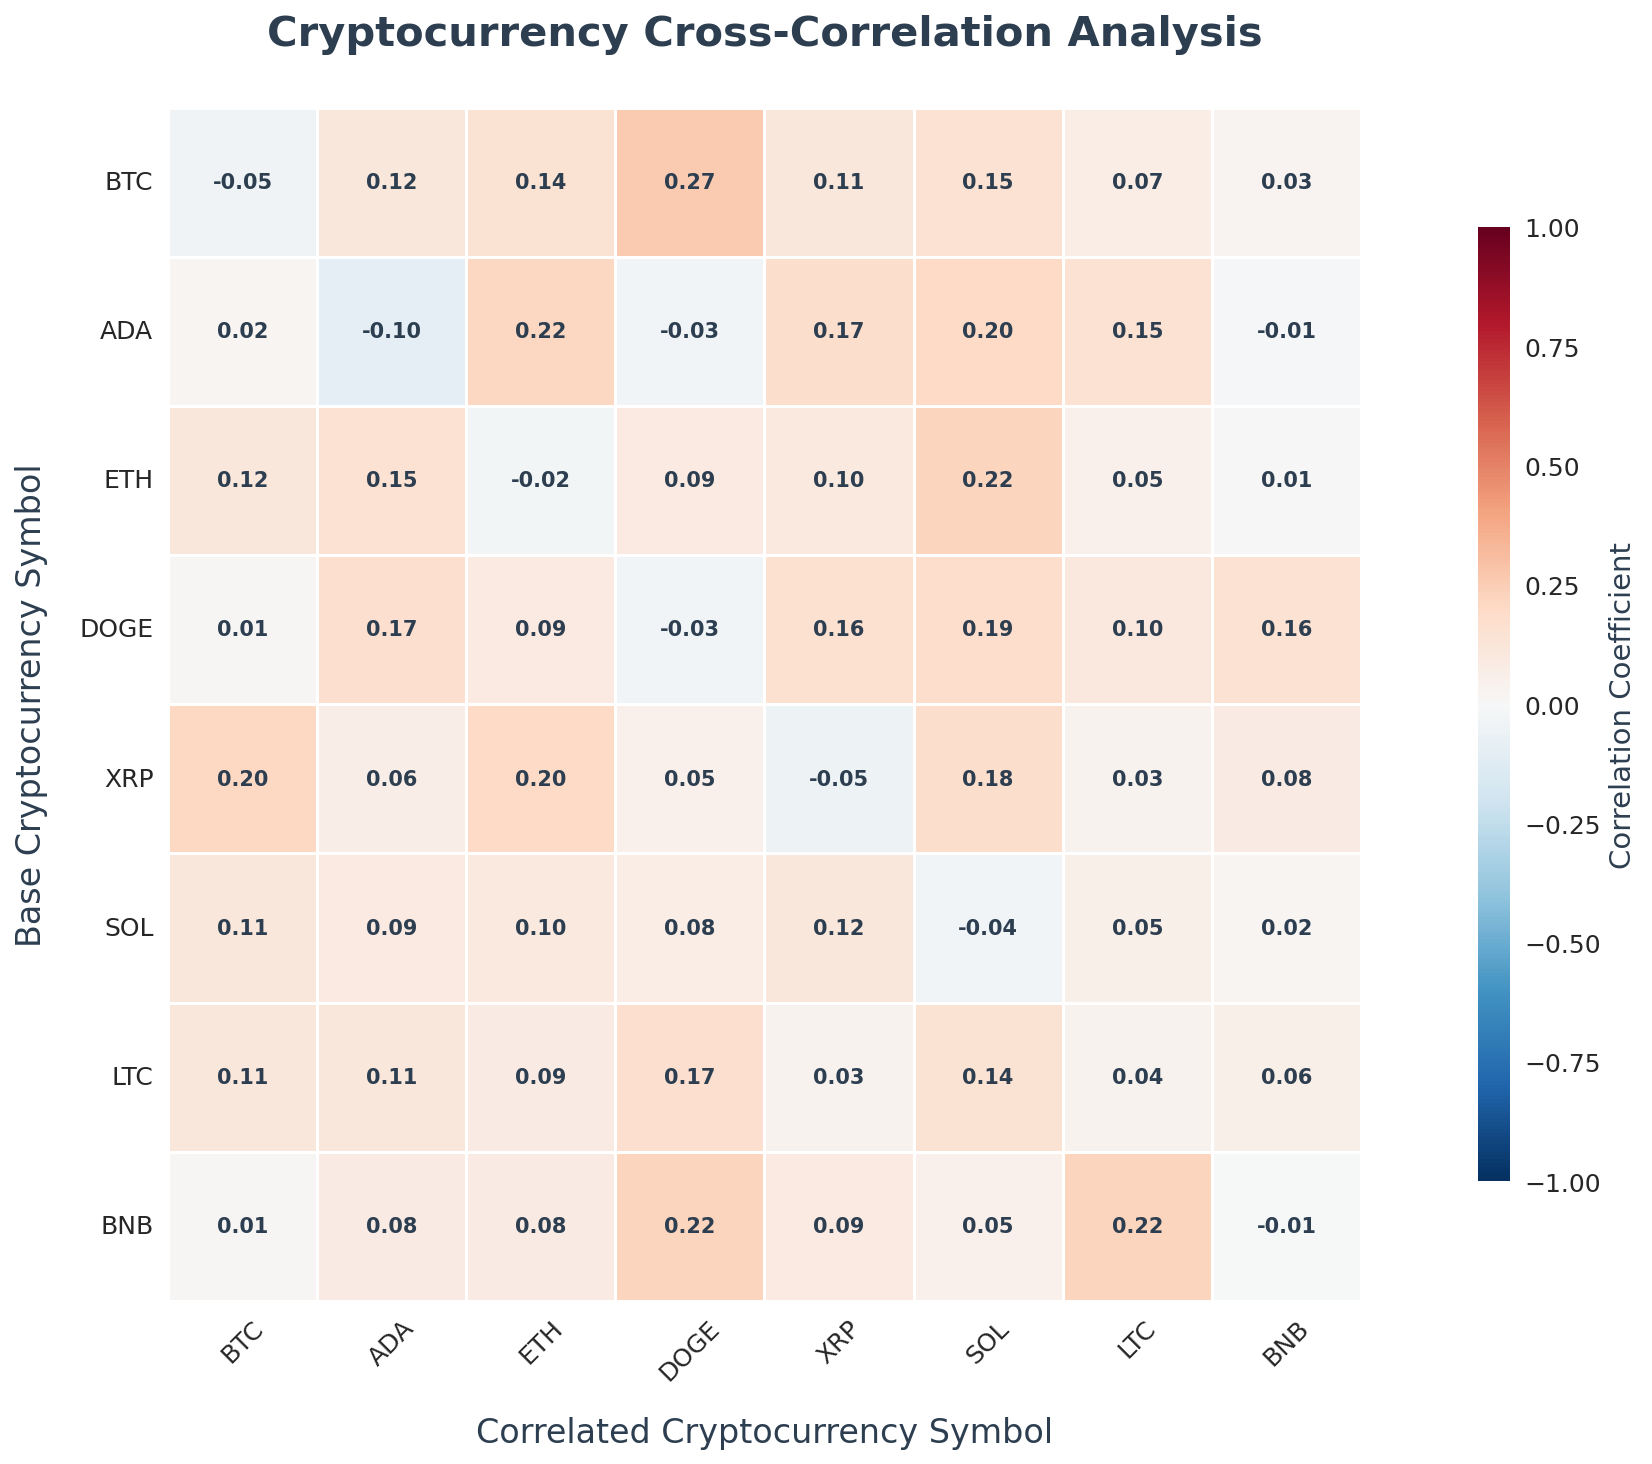 Cryptocurrency Cross-Correlation Analysis
Base Cryptocurrency Symbol
BTC -0.05 0.12 0.14 0.27 0.11 0.15 0.07 0.03
ADA 0.02 -0.10 0.22 -0.03 0.17 0.20 0.15 -0.01
ETH 0.12 0.15 -0.02 0.09 0.10 0.22 0.05 0.01
DOGE 0.01 0.17 0.09 -0.03 0.16 0.19 0.10 0.16
XRP 0.20 0.06 0.20 0.05 -0.05 0.18 0.03 0.08
SOL 0.11 0.09 0.10 0.08 0.12 -0.04 0.05 0.02
LTC 0.11 0.11 0.09 0.17 0.03 0.14 0.04 0.06
BNB 0.01 0.08 0.08 0.22 0.09 0.05 0.22 -0.01
BTC ADA ETH DOGE XRP SOL LTC BNB
Correlated Cryptocurrency Symbol
1.00
0.75
0.50
0.25
0.00
−0.25
−0.50
−0.75
−1.00
Correlation Coefficient